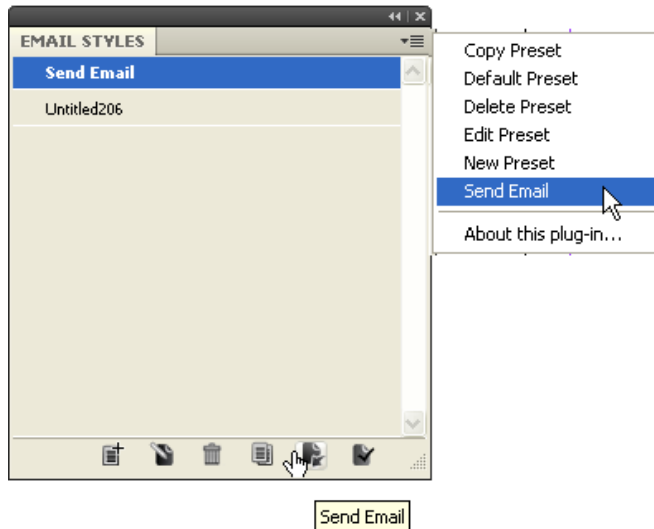 EMAIL STYLES
Send Email
Untitled206
Copy Preset
Default Preset
Delete Preset
Edit Preset
New Preset
Send Email
About this plug-in...
Send Email